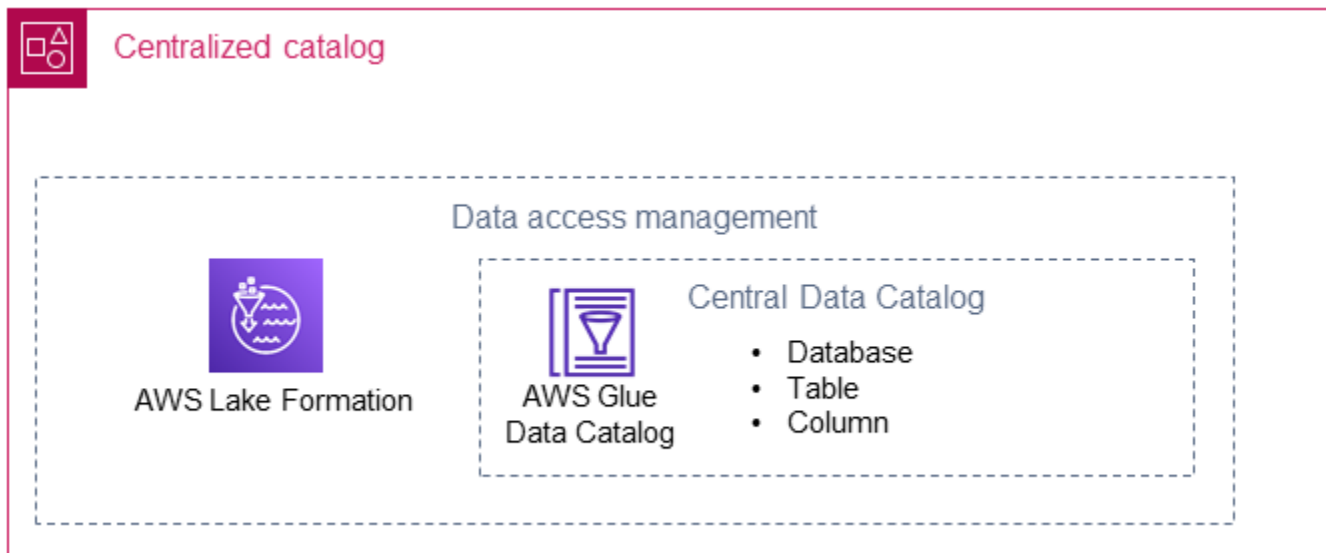 Centralized catalog
Data access management
AWS Lake Formation
AWS Glue
Data Catalog
Central Data Catalog
• Database
• Table
• Column